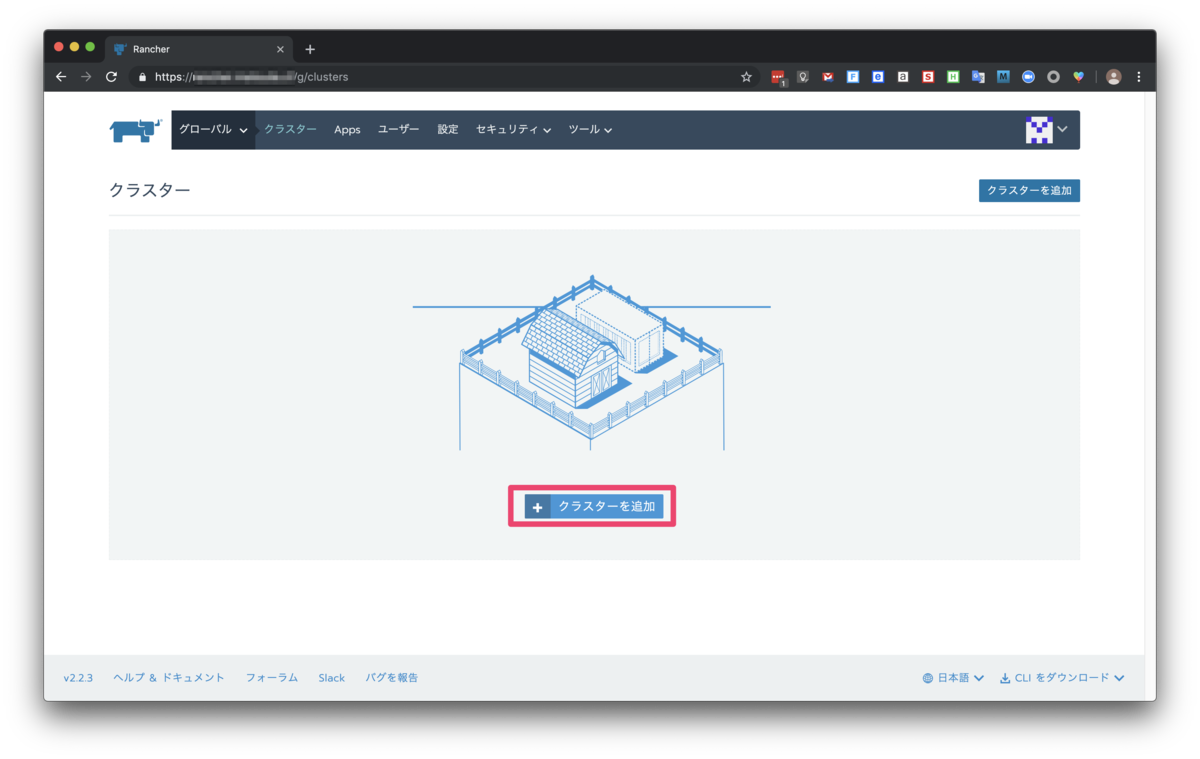 Rancher
https:// /g/clusters
1
グローバル クラスター Apps ユーザー 設定 セキュリティ ツール
クラスター
クラスターを追加
+ クラスターを追加
v2.2.3 ヘルプ & ドキュメント フォーラム Slack バグを報告 日本語 CLI をダウンロード